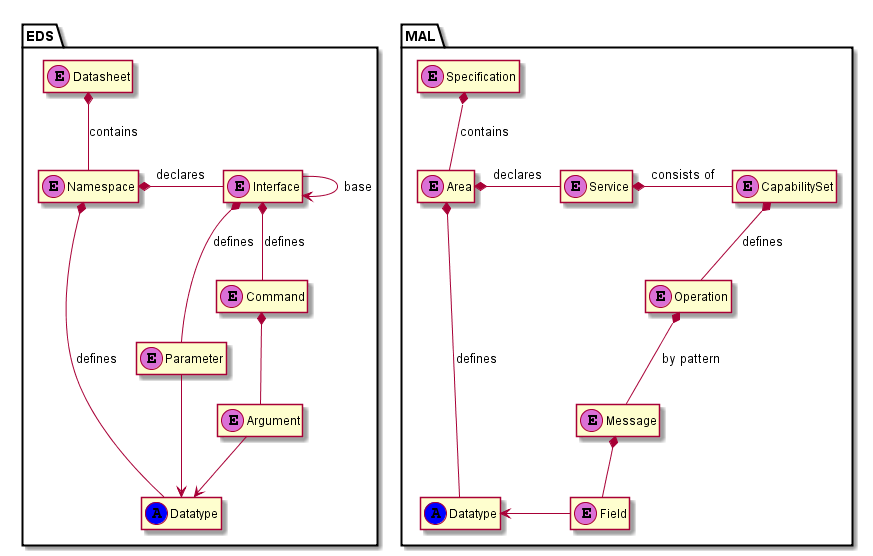 EDS
E Datasheet
contains
E Namespace
declares
E Interface
base
defines
defines
E Command
E Parameter
defines
E Argument
A Datatype
MAL
E Specification
contains
E Area
declares
E Service
consists of
E CapabilitySet
defines
E Operation
defines
by pattern
E Message
A Datatype
E Field